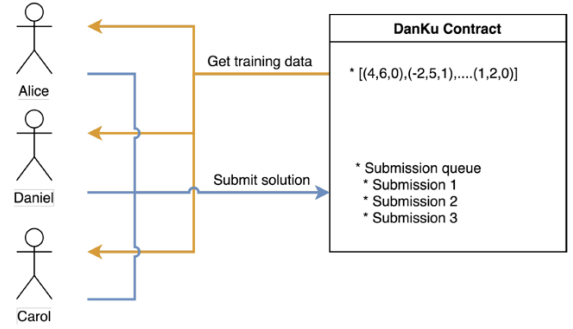 DanKu Contract
Get training data
* [(4,6,0),(-2,5,1),....(1,2,0)]
Alice
* Submission queue
Submit solution
* Submission 1
Daniel
* Submission 2
* Submission 3
Carol